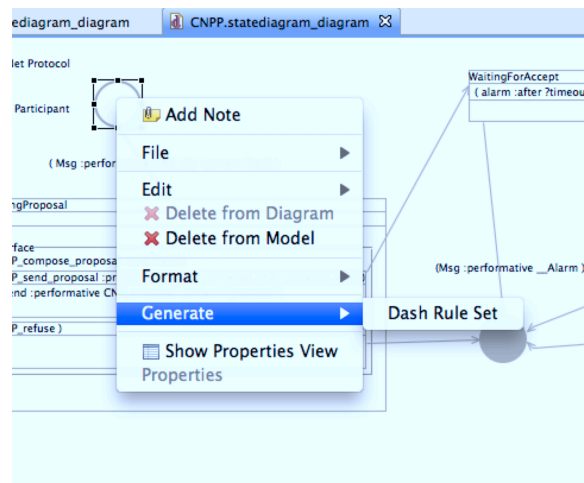 ediagram_diagram
CNPP.statediagram_diagram
let Protocol
Participant
( Msg :perfor
WaitingForAccept
( alarm :after ?timeou
Add Note
File
Edit
Delete from Diagram
Delete from Model
Format
Generate
Dash Rule Set
Show Properties View
Properties
ngProposal
rface
P_compose_proposa
P_send_proposal :pr
end :performative CN
P_refuse )
(Msg :performative __Alarm )